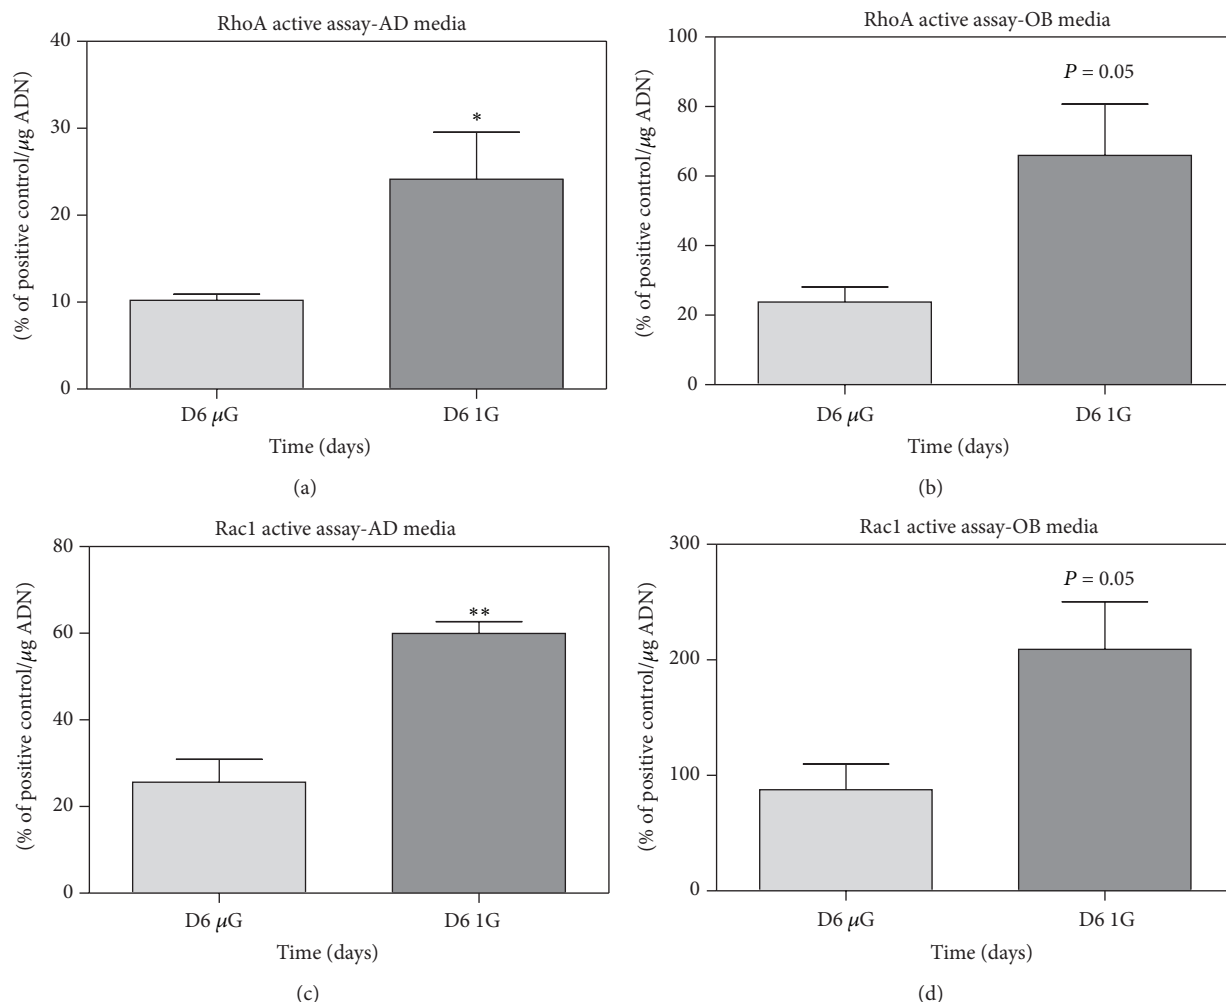 RhoA active assay-AD media
(% of positive control/μg ADN)
40
30
20
10
0
*
D6 μG
D6 1G
Time (days)
(a)
RhoA active assay-OB media
(% of positive control/μg ADN)
100
80
60
40
20
0
P = 0.05
D6 μG
D6 1G
Time (days)
(b)
Rac1 active assay-AD media
(% of positive control/μg ADN)
80
60
40
20
0
**
D6 μG
D6 1G
Time (days)
(c)
Rac1 active assay-OB media
(% of positive control/μg ADN)
300
200
100
0
P = 0.05
D6 μG
D6 1G
Time (days)
(d)